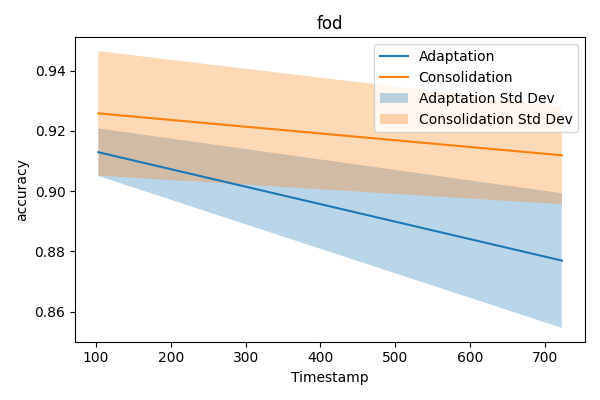 fod
Adaptation
Consolidation
Adaptation Std Dev
Consolidation Std Dev
accuracy
0.94
0.92
0.90
0.88
0.86
100 200 300 400 500 600 700
Timestamp